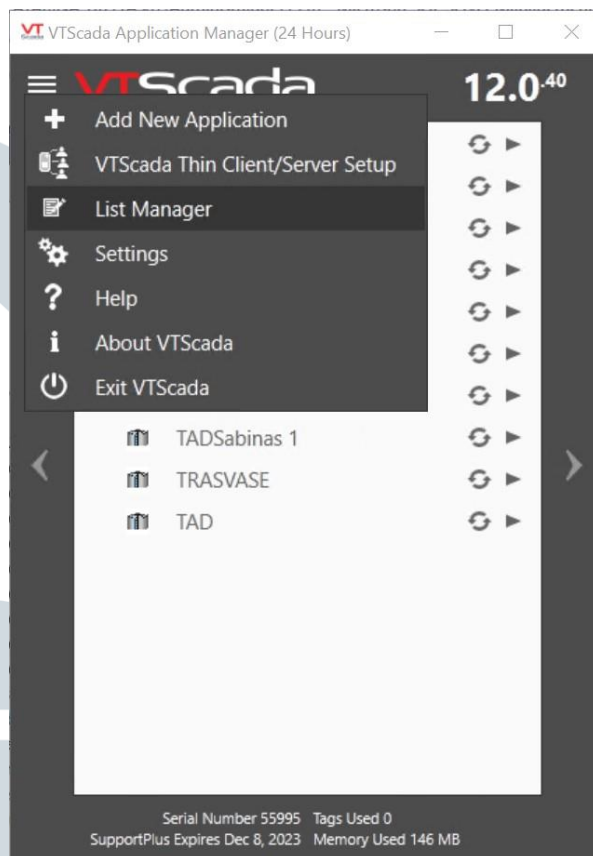 VTScada Application Manager (24 Hours)
VTScada 12.0.40
Add New Application
VTScada Thin Client/Server Setup
List Manager
Settings
Help
About VTScada
Exit VTScada
TADSabinas 1
TRASVASE
TAD
Serial Number 55995 Tags Used 0
SupportPlus Expires Dec 8, 2023 Memory Used 146 MB